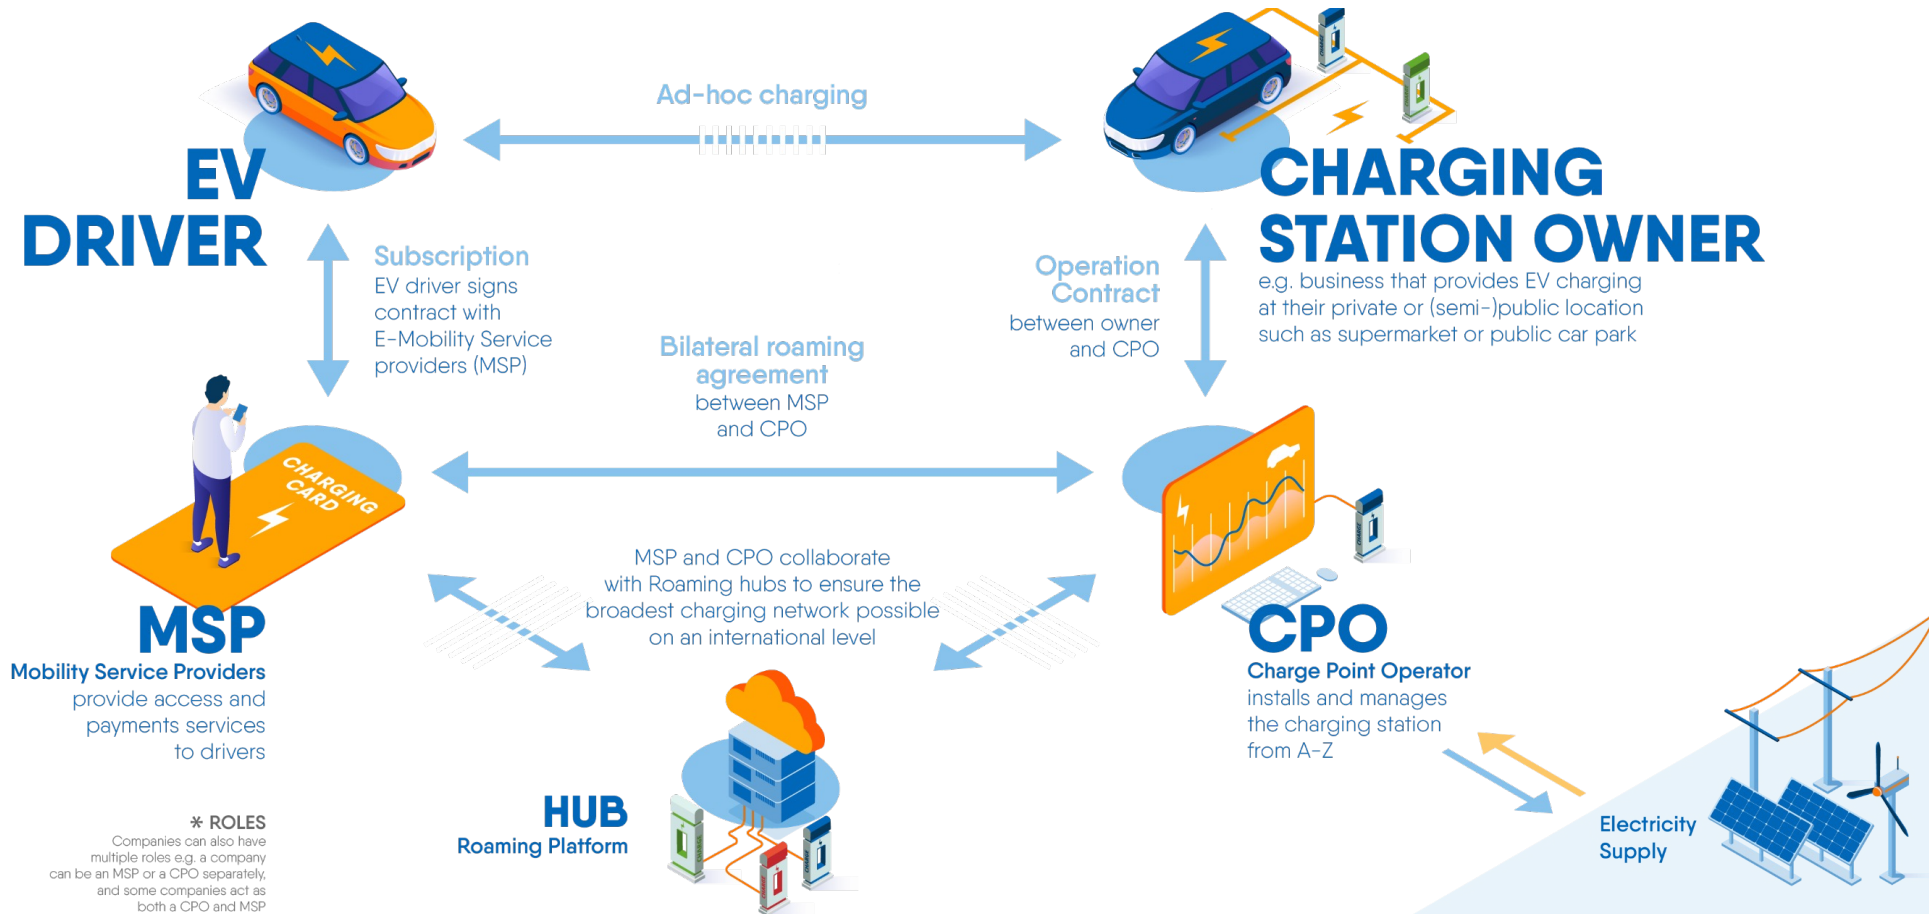 Ad-hoc charging
EV
DRIVER
CHARGING
STATION OWNER
e.g. business that provides EV charging
at their private or (semi-)public location
such as supermarket or public car park
Subscription
EV driver signs
contract with
E-Mobility Service
providers (MSP)
Operation
Contract
between owner
and CPO
Bilateral roaming
agreement
between MSP
and CPO
CHARGING
CARD
MSP and CPO collaborate
with Roaming hubs to ensure the
broadest charging network possible
on an international level
MSP
Mobility Service Providers
provide access and
payments services
to drivers
CPO
Charge Point Operator
installs and manages
the charging station
from A-Z
HUB
Roaming Platform
Electricity
Supply
* ROLES
Companies can also have
multiple roles e.g. a company
can be an MSP or a CPO separately,
and some companies act as
both a CPO and MSP